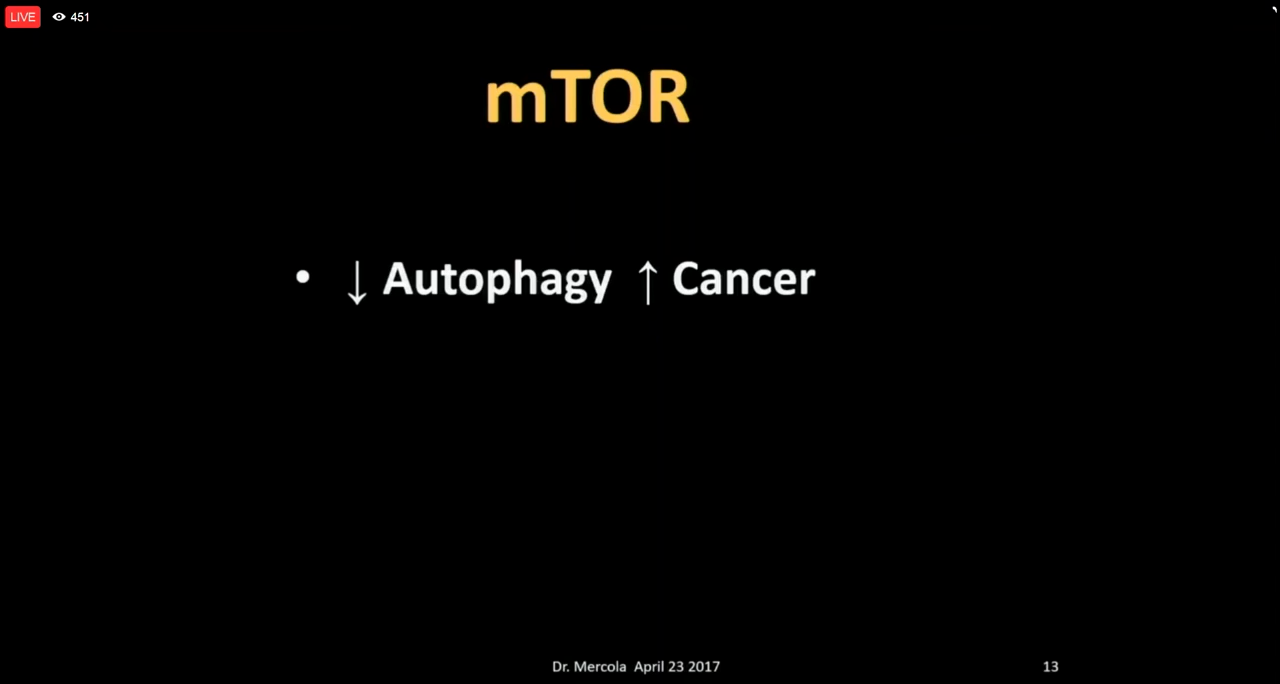 LIVE 451
mTOR
• ↓ Autophagy ↑ Cancer
Dr. Mercola April 23 2017 13